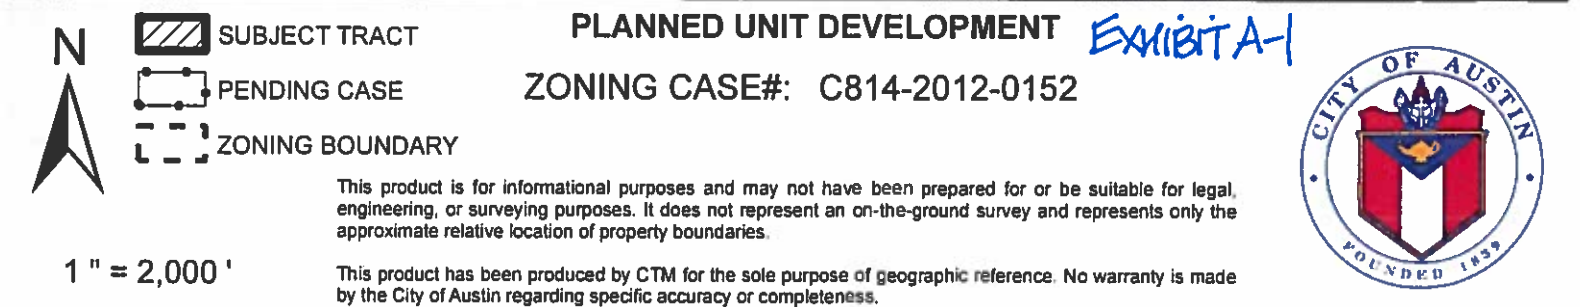 N
SUBJECT TRACT
PENDING CASE
ZONING BOUNDARY
1 " = 2,000 '
PLANNED UNIT DEVELOPMENT
EXHIBIT A-1
ZONING CASE#: C814-2012-0152
This product is for informational purposes and may not have been prepared for or be suitable for legal,
engineering, or surveying purposes. It does not represent an on-the-ground survey and represents only the
approximate relative location of property boundaries.
This product has been produced by CTM for the sole purpose of geographic reference. No warranty is made
by the City of Austin regarding specific accuracy or completeness.
CITY OF AUSTIN
FOUNDED 1839